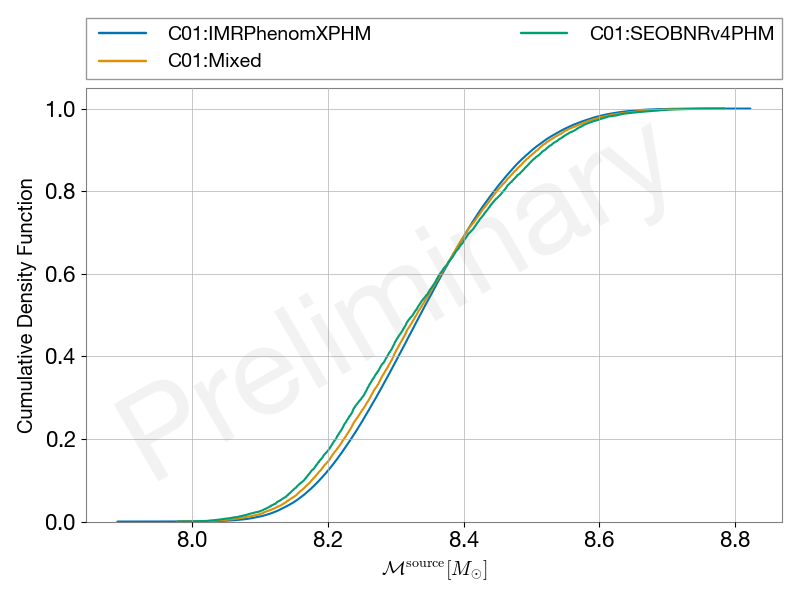 C01:IMRPhenomXPHM
C01:Mixed
C01:SEOBNRv4PHM
Preliminary
Cumulative Density Function
1.0
0.8
0.6
0.4
0.2
0.0
8.0 8.2 8.4 8.6 8.8
ℳ^source [M_⊙]